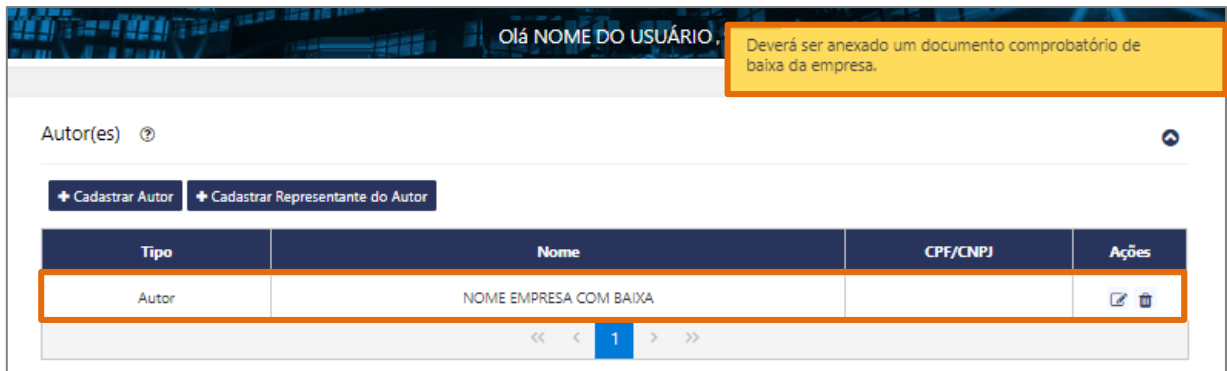 Olá NOME DO USUÁRIO,
Deverá ser anexado um documento comprobatório de
baixa da empresa.
Autor(es) ?
+ Cadastrar Autor + Cadastrar Representante do Autor
Tipo Nome CPF/CNPJ Ações
Autor NOME EMPRESA COM BAIXA
<< < 1 > >>